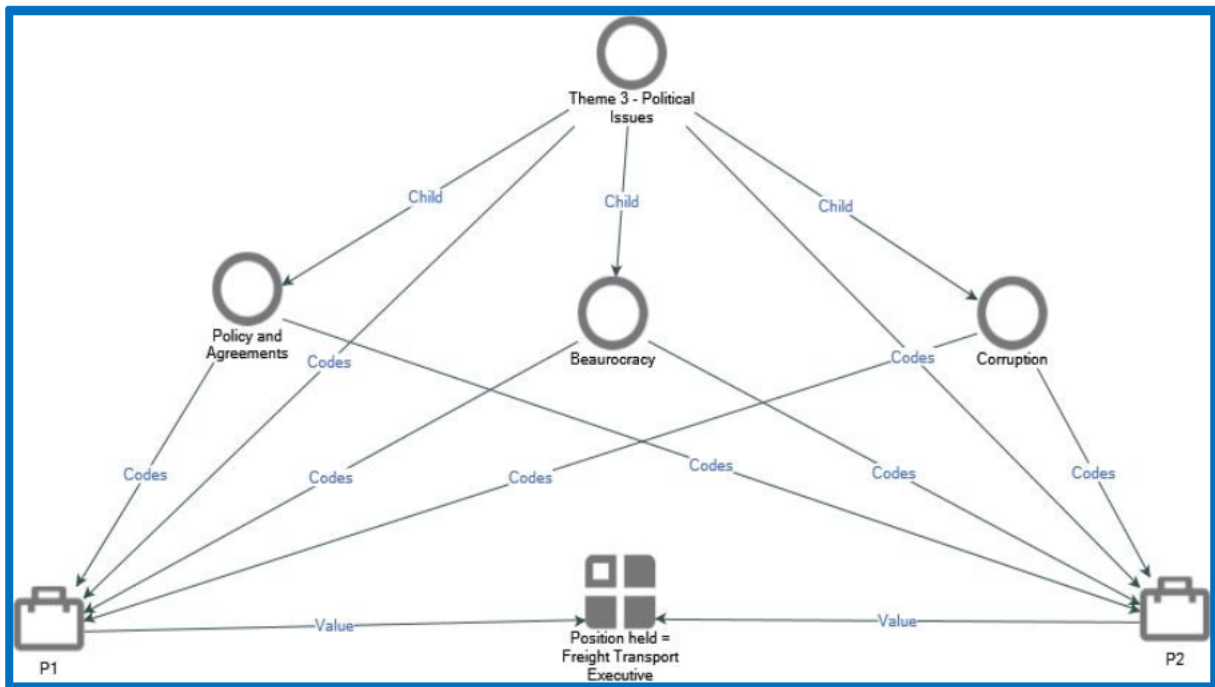 Theme 3 - Political
Issues
Child
Child
Child
Policy and
Agreements
Beaurocracy
Corruption
Codes
Codes
Codes
Codes
Codes
Codes
Codes
Codes
P1
Value
Position held =
Freight Transport
Executive
Value
P2